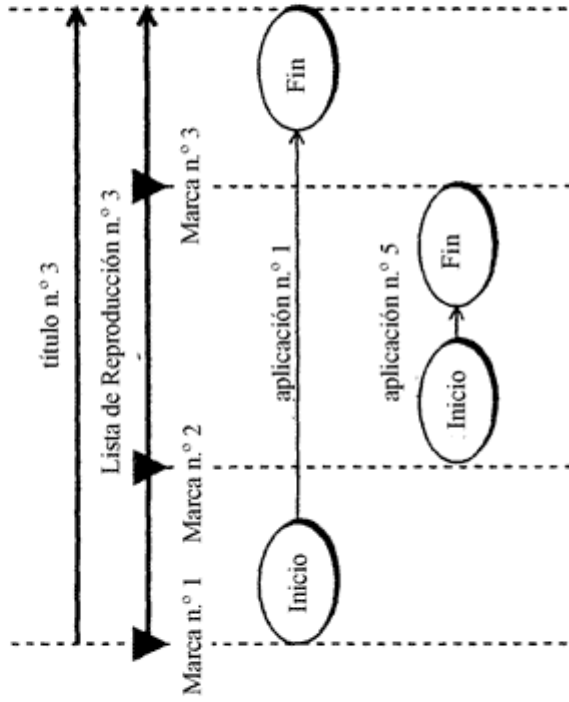 título n.º 3
Lista de Reproducción n.º 3
Marca n.º 1
Marca n.º 2
Marca n.º 3
aplicación n.º 1
Inicio
Fin
aplicación n.º 5
Inicio
Fin